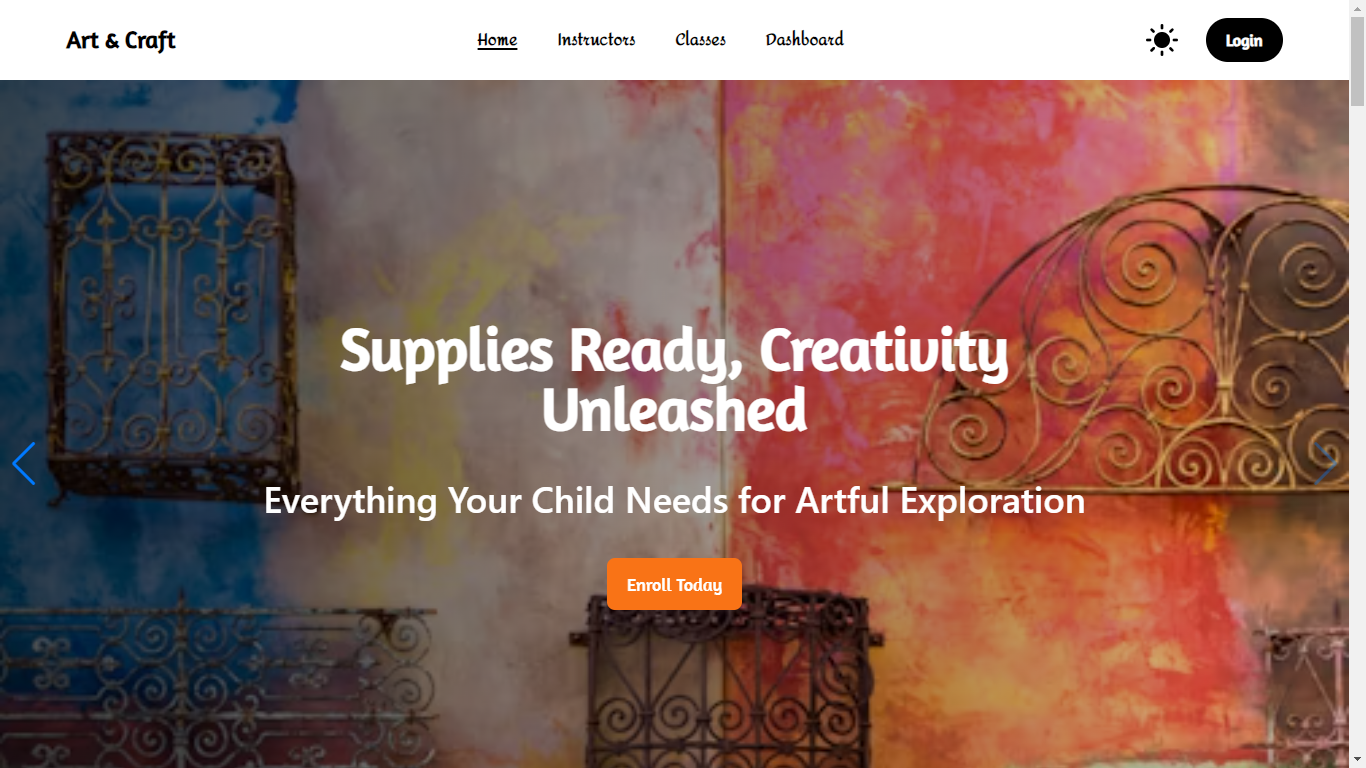 Art & Craft
Home
Instructors
Classes
Dashboard
Login
Supplies Ready, Creativity
Unleashed
Everything Your Child Needs for Artful Exploration
Enroll Today